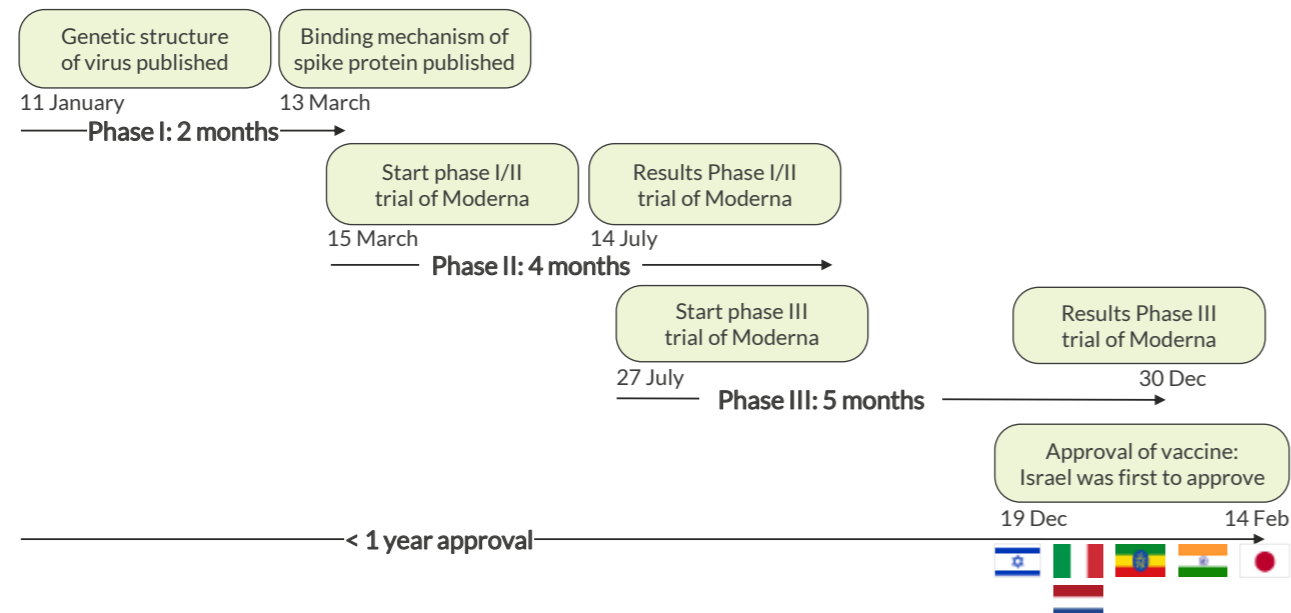 Genetic structure
of virus published
Binding mechanism of
spike protein published
11 January
13 March
Phase I: 2 months
Start phase I/II
trial of Moderna
Results Phase I/II
trial of Moderna
15 March
14 July
Phase II: 4 months
Start phase III
trial of Moderna
Results Phase III
trial of Moderna
27 July
30 Dec
Phase III: 5 months
Approval of vaccine:
Israel was first to approve
19 Dec
14 Feb
< 1 year approval